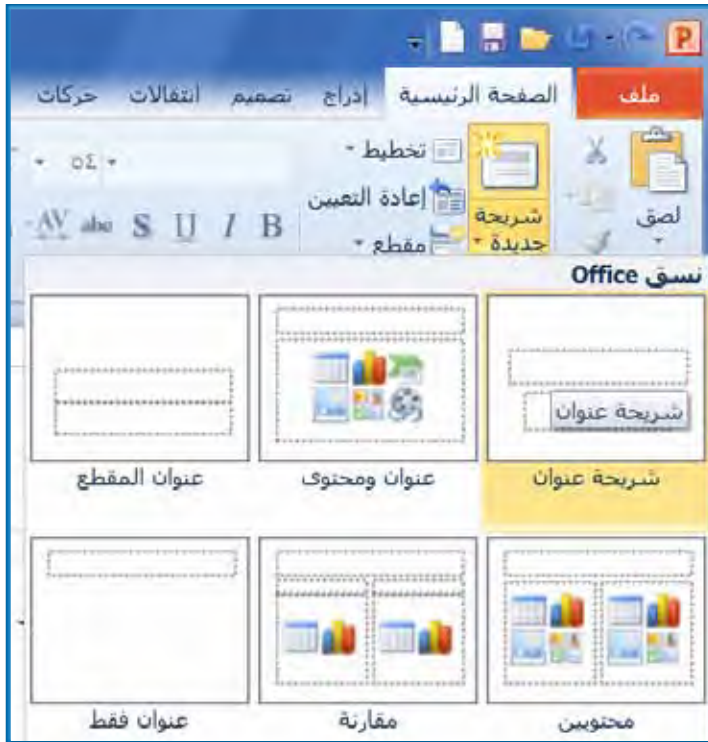 ملف الصفحة الرئيسية إدراج تصميم انتقالات حركات
لصق
شريحة
جديدة
تخطيط
إعادة التعيين
مقطع
٥٤
B I U S abc AV
نسق Office
شريحة عنوان
شريحة عنوان عنوان ومحتوى عنوان المقطع
محتويين مقارنة عنوان فقط